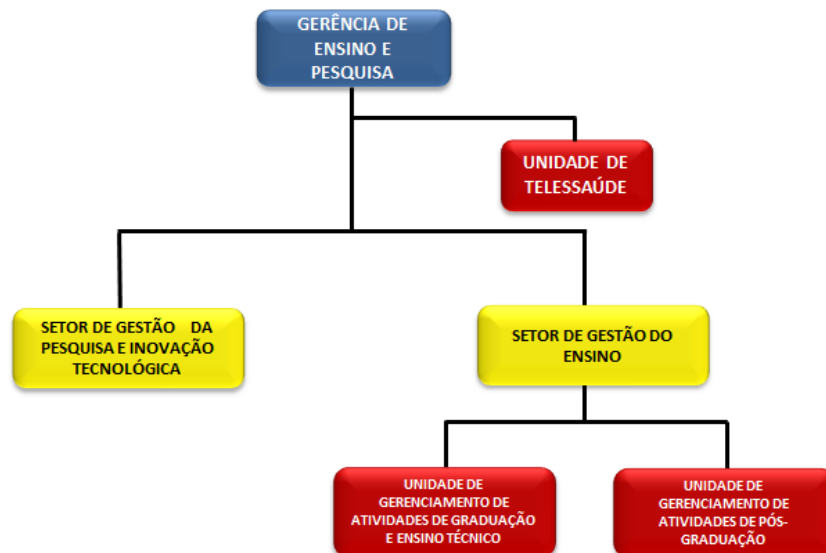 GERÊNCIA DE
ENSINO E
PESQUISA
UNIDADE DE
TELESSAÚDE
SETOR DE GESTÃO DA
PESQUISA E INOVAÇÃO
TECNOLÓGICA
SETOR DE GESTÃO DO
ENSINO
UNIDADE DE
GERENCIAMENTO DE
ATIVIDADES DE GRADUAÇÃO
E ENSINO TÉCNICO
UNIDADE DE
GERENCIAMENTO DE
ATIVIDADES DE PÓS-
GRADUAÇÃO